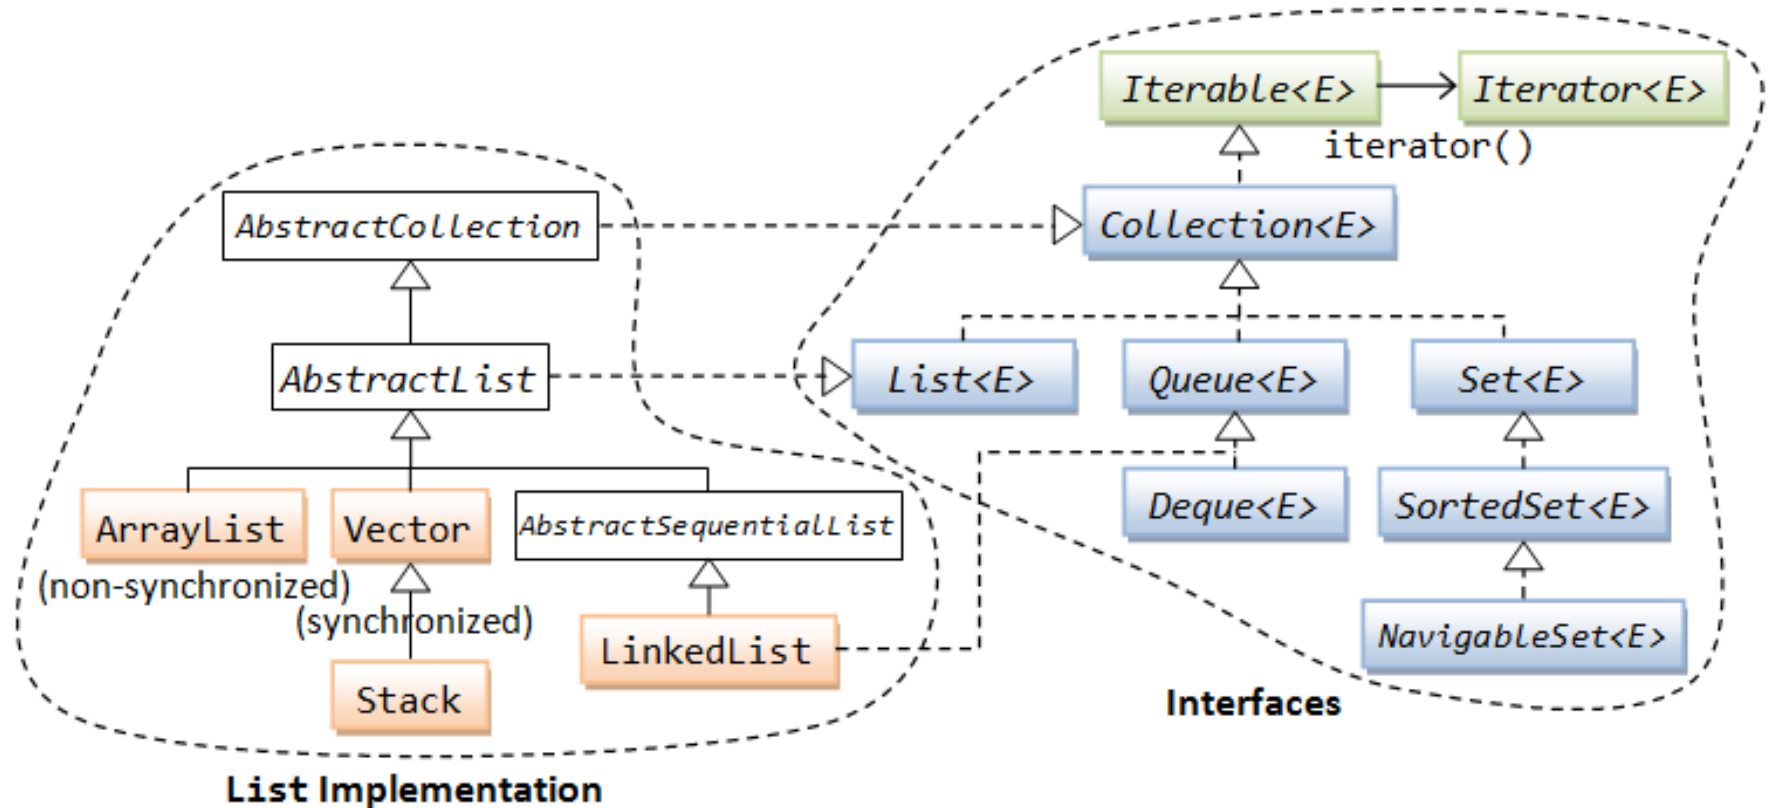 Iterable<E>
Iterator<E>
iterator()
AbstractCollection
Collection<E>
AbstractList
List<E>
Queue<E>
Set<E>
ArrayList
Vector
AbstractSequentialList
Deque<E>
SortedSet<E>
(non-synchronized)
(synchronized)
LinkedList
NavigableSet<E>
Stack
Interfaces
List Implementation